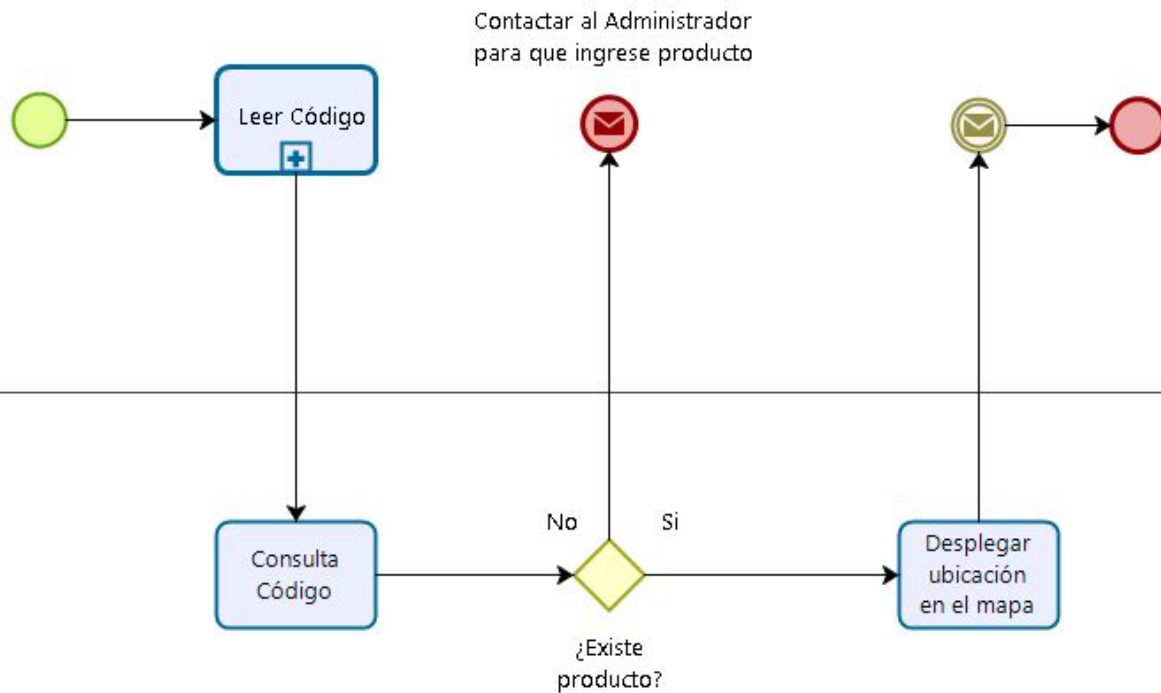 Contactar al Administrador
para que ingrese producto
Leer Código
No
Si
Consulta
Código
Desplegar
ubicación
en el mapa
¿Existe
producto?